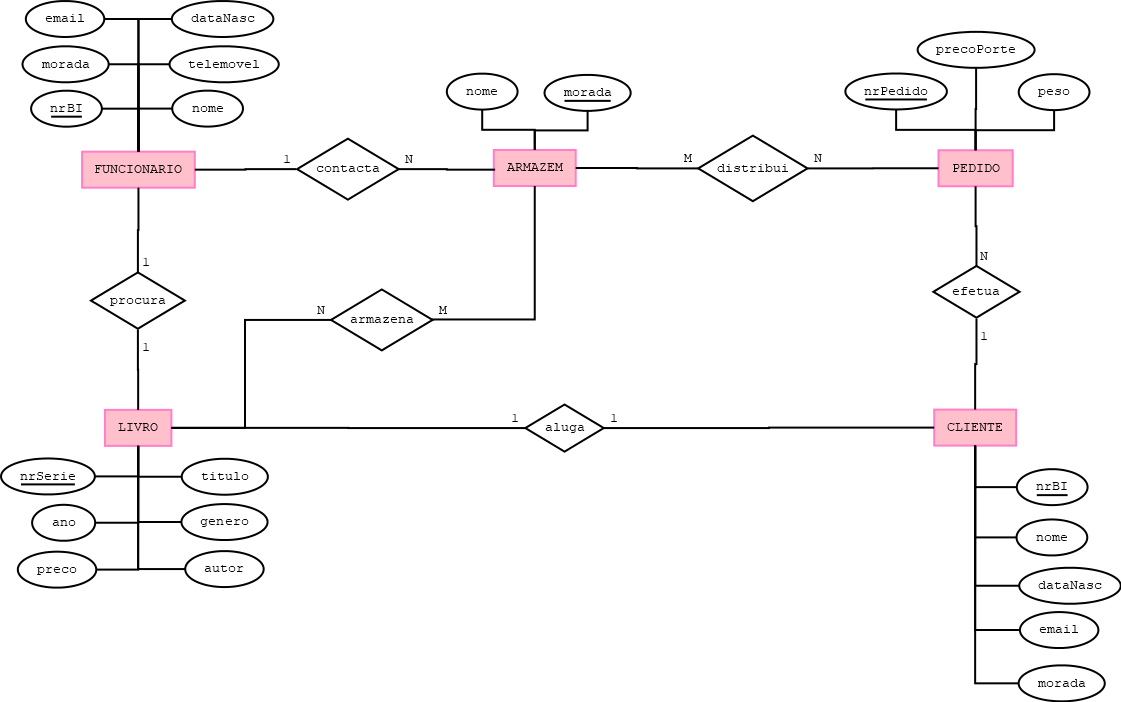 email
dataNasc
morada
telemovel
nrBI
nome
nome
morada
precoPorte
nrPedido
peso
FUNCIONARIO
1
contacta
N
ARMAZEM
M
distribui
N
PEDIDO
1
procura
1
N
armazena
M
N
efetua
1
LIVRO
1
aluga
1
CLIENTE
nrSerie
titulo
ano
genero
preco
autor
nrBI
nome
dataNasc
email
morada